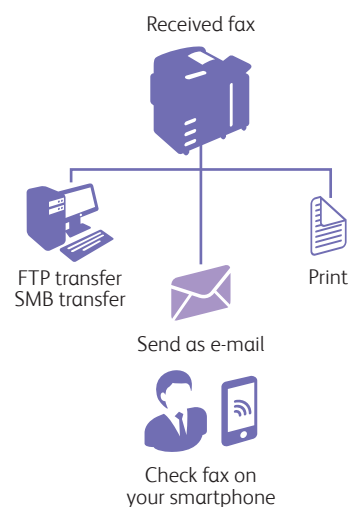 Received fax
FTP transfer
SMB transfer
Print
Send as e-mail
Check fax on
your smartphone